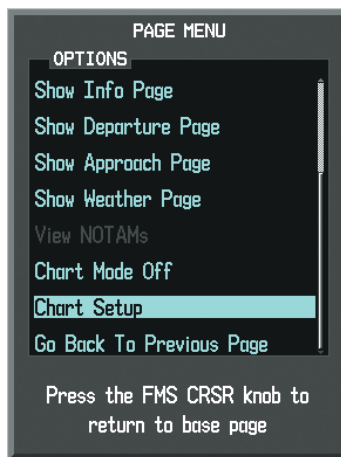 PAGE MENU
OPTIONS
Show Info Page
Show Departure Page
Show Approach Page
Show Weather Page
View NOTAMs
Chart Mode Off
Chart Setup
Go Back To Previous Page
Press the FMS CRSR knob to
return to base page